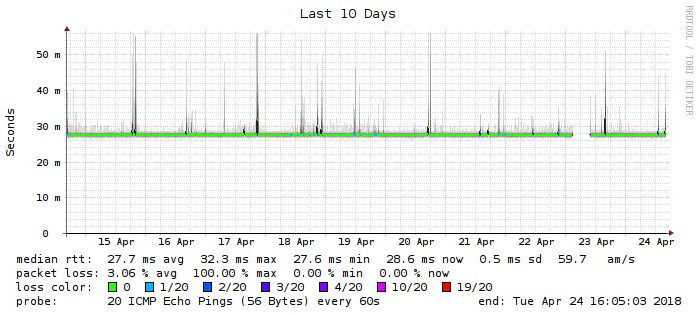 Last 10 Days
RRDTOOL / TOBI OETIKER
Seconds
50 m
40 m
30 m
20 m
10 m
0
15 Apr 16 Apr 17 Apr 18 Apr 19 Apr 20 Apr 21 Apr 22 Apr 23 Apr 24 Apr
median rtt: 27.7 ms avg 32.3 ms max 27.6 ms min 28.6 ms now 0.5 ms sd 59.7 am/s
packet loss: 3.06 % avg 100.00 % max 0.00 % min 0.00 % now
loss color: 0 1/20 2/20 3/20 4/20 10/20 19/20
probe: 20 ICMP Echo Pings (56 Bytes) every 60s end: Tue Apr 24 16:05:03 2018